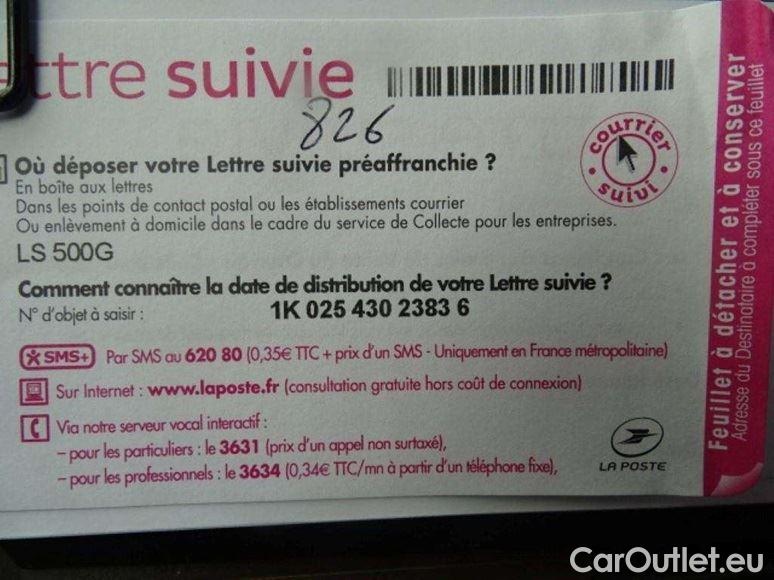 ettre suivie
826
courrier suivi
Où déposer votre Lettre suivie préaffranchie ?
En boîte aux lettres
Dans les points de contact postal ou les établissements courrier
Ou enlèvement à domicile dans le cadre du service de Collecte pour les entreprises.
LS 500G
Comment connaître la date de distribution de votre Lettre suivie ?
N° d'objet à saisir : 1K 025 430 2383 6
SMS+ Par SMS au 620 80 (0,35€ TTC + prix d'un SMS - Uniquement en France métropolitaine)
Sur Internet : www.laposte.fr (consultation gratuite hors coût de connexion)
Via notre serveur vocal interactif :
– pour les particuliers : le 3631 (prix d'un appel non surtaxé),
– pour les professionnels : le 3634 (0,34€ TTC/mn à partir d'un téléphone fixe),
LA POSTE
Feuillet à détacher et à conserver
Adresse du Destinataire à compléter sous ce feuillet
CarOutlet.eu